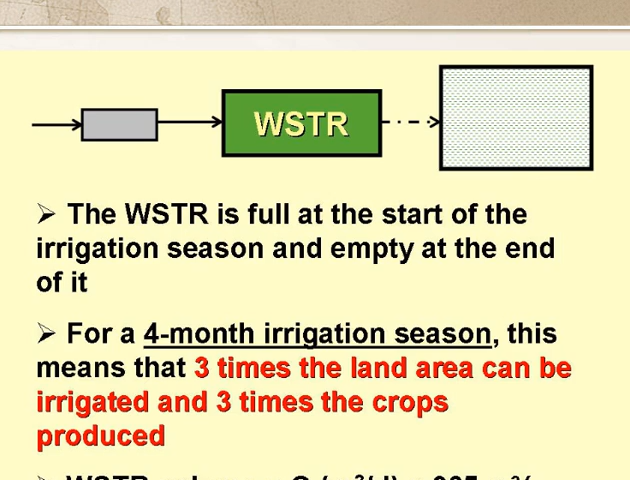 WSTR
➢ The WSTR is full at the start of the
irrigation season and empty at the end
of it
➢ For a 4-month irrigation season, this
means that 3 times the land area can be
irrigated and 3 times the crops
produced
➢ WSTR